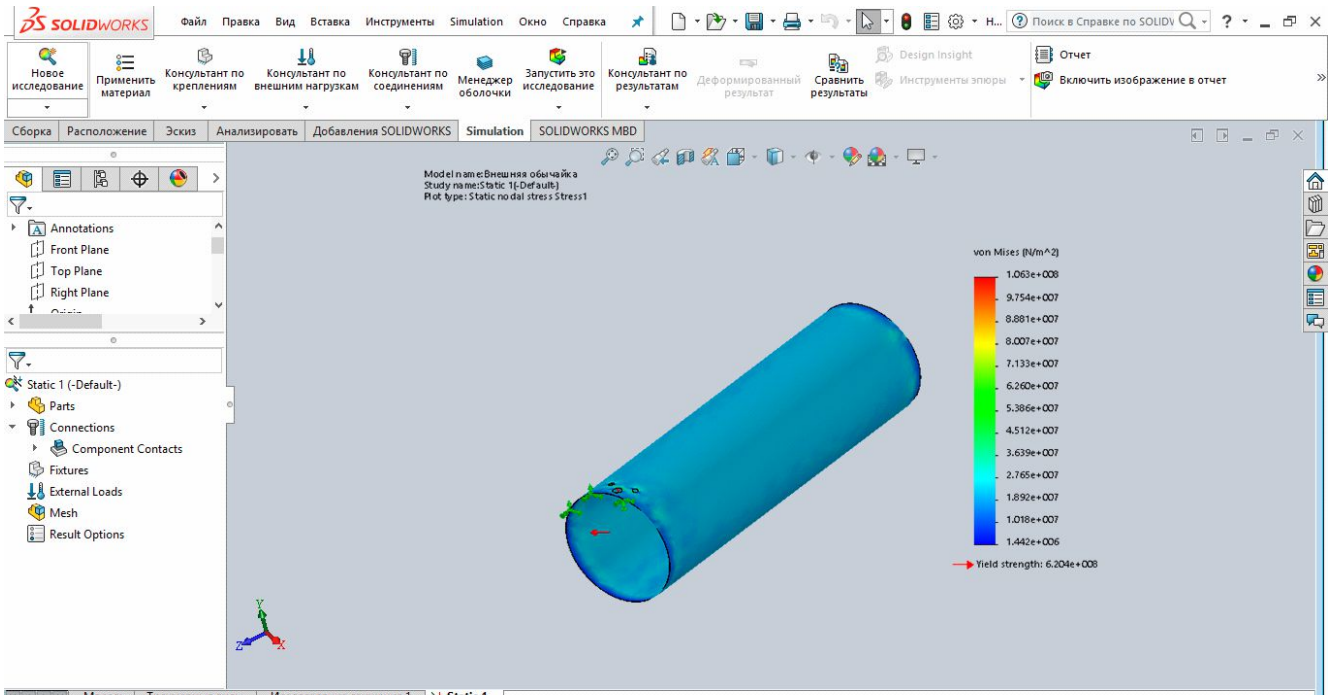 SOLIDWORKS
Файл Правка Вид Вставка Инструменты Simulation Окно Справка
Н...
Поиск в Справке по SOLIDV
Новое исследование
Применить материал
Консультант по креплениям
Консультант по внешним нагрузкам
Консультант по соединениям
Менеджер оболочки
Запустить это исследование
Консультант по результатам
Деформированный результат
Сравнить результаты
Design Insight
Инструменты эпюры
Отчет
Включить изображение в отчет
Сборка Расположение Эскиз Анализировать Добавления SOLIDWORKS Simulation SOLIDWORKS MBD
Model name:Внешняя обычайка
Study name:Static 1(-Default-)
Plot type: Static nodal stress Stress1
Annotations
Front Plane
Top Plane
Right Plane
Origin
Static 1 (-Default-)
Parts
Connections
Component Contacts
Fixtures
External Loads
Mesh
Result Options
von Mises (N/m^2)
1.063e+008
9.754e+007
8.881e+007
8.007e+007
7.133e+007
6.260e+007
5.386e+007
4.512e+007
3.639e+007
2.765e+007
1.892e+007
1.018e+007
1.442e+006
Yield strength: 6.204e+008
Y
Z
X
Static 1